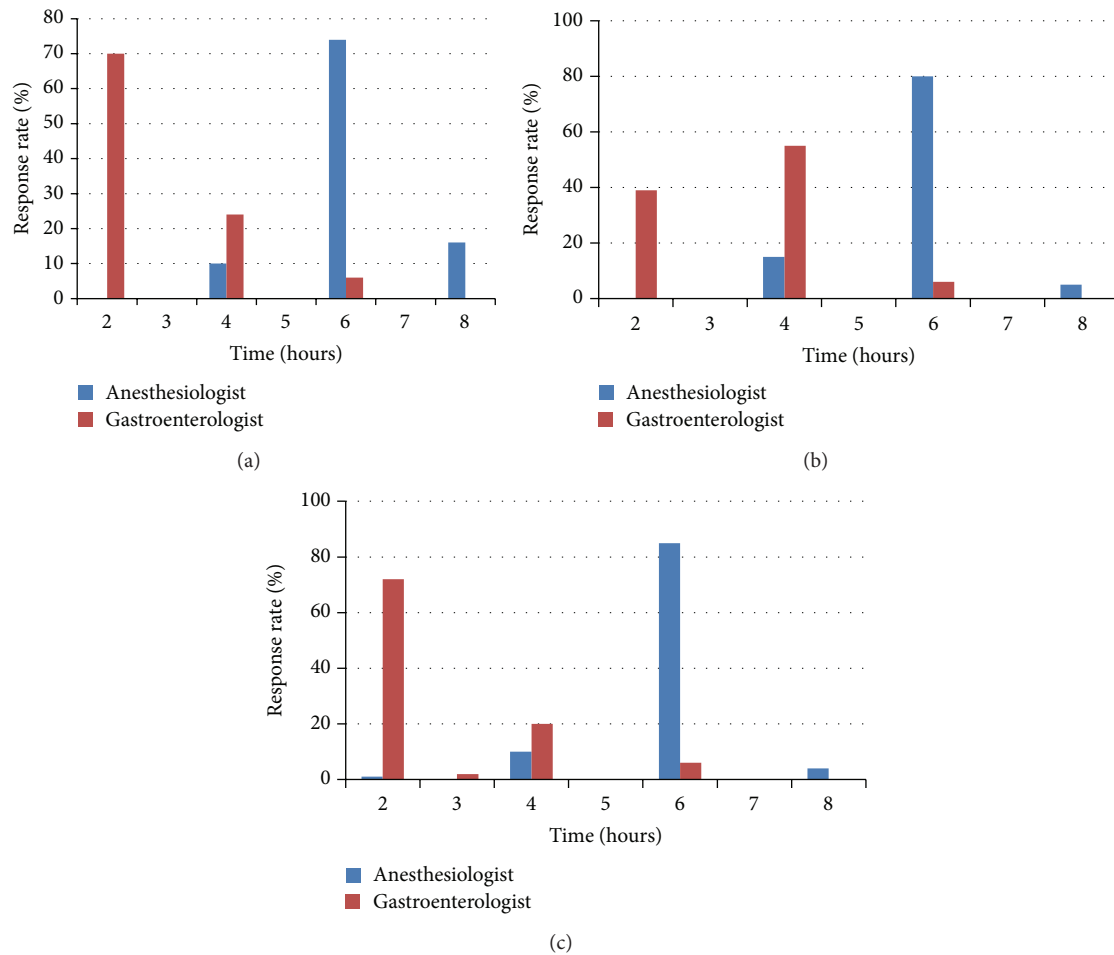 80
70
60
50
40
30
20
10
0
Response rate (%)
2 3 4 5 6 7 8
Time (hours)
Anesthesiologist
Gastroenterologist
(a)
100
80
60
40
20
0
Response rate (%)
2 3 4 5 6 7 8
Time (hours)
Anesthesiologist
Gastroenterologist
(b)
100
80
60
40
20
0
Response rate (%)
2 3 4 5 6 7 8
Time (hours)
Anesthesiologist
Gastroenterologist
(c)